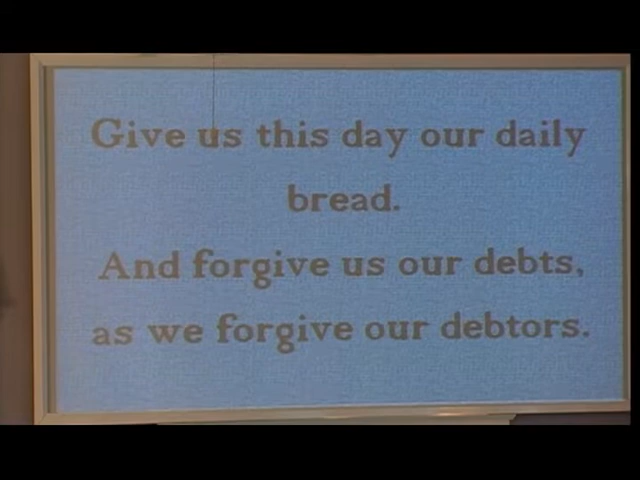 Give us this day our daily
bread.
And forgive us our debts,
as we forgive our debtors.